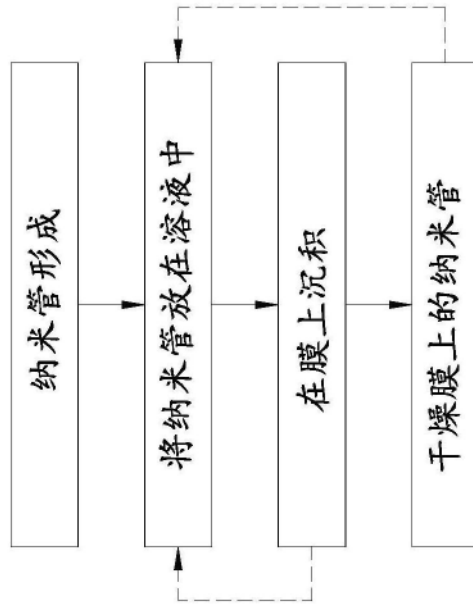 纳米管形成
将纳米管放在溶液中
在膜上沉积
干燥膜上的纳米管